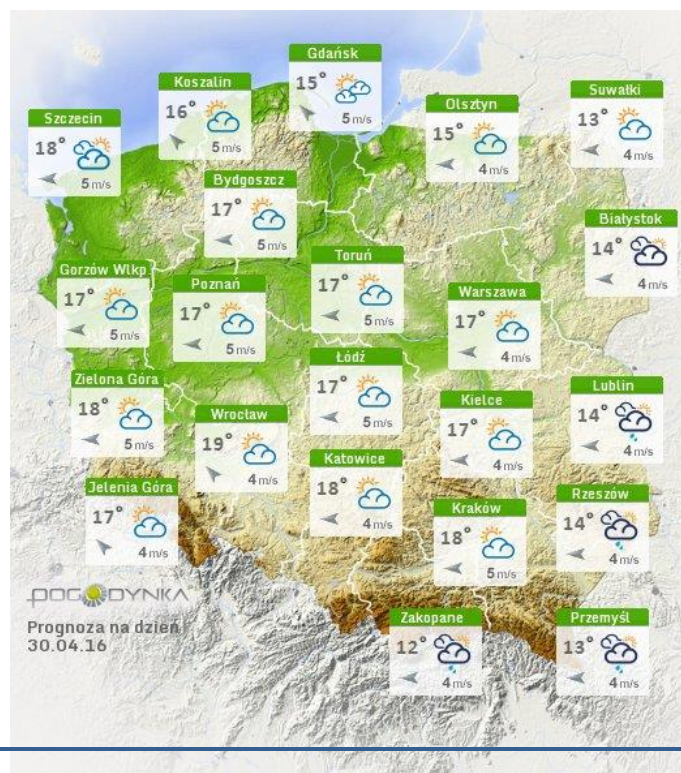 Gdańsk
15°
5 m/s
Koszalin
16°
5 m/s
Suwałki
13°
4 m/s
Olsztyn
15°
4 m/s
Szczecin
18°
5 m/s
Bydgoszcz
17°
5 m/s
Białystok
14°
4 m/s
Toruń
17°
5 m/s
Gorzów Wlkp
17°
5 m/s
Poznań
17°
5 m/s
Warszawa
17°
4 m/s
Łódź
17°
5 m/s
Zielona Góra
18°
5 m/s
Lublin
14°
4 m/s
Kielce
17°
4 m/s
Wrocław
19°
4 m/s
Katowice
18°
4 m/s
Jelenia Góra
17°
4 m/s
Rzeszów
14°
4 m/s
Kraków
18°
5 m/s
POGODYNKA
Prognoza na dzień
30.04.16
Zakopane
12°
4 m/s
Przemyśl
13°
4 m/s